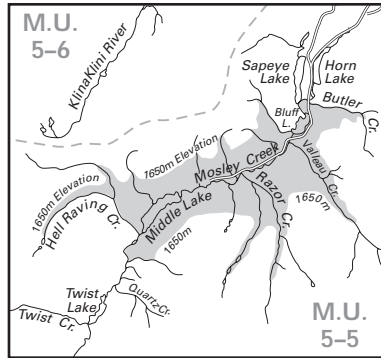 M.U.
5–6
KlinaKlini River
Sapeye
Lake
Horn
Lake
Bluff
L.
Butler
Cr.
1650m Elevation
Mosley Creek
Valleau Cr.
1650m Elevation
Hell Raving Cr.
Middle Lake
Razor Cr.
1650m
1650m
Twist
Lake
Quartz Cr.
Twist Cr.
M.U.
5–5